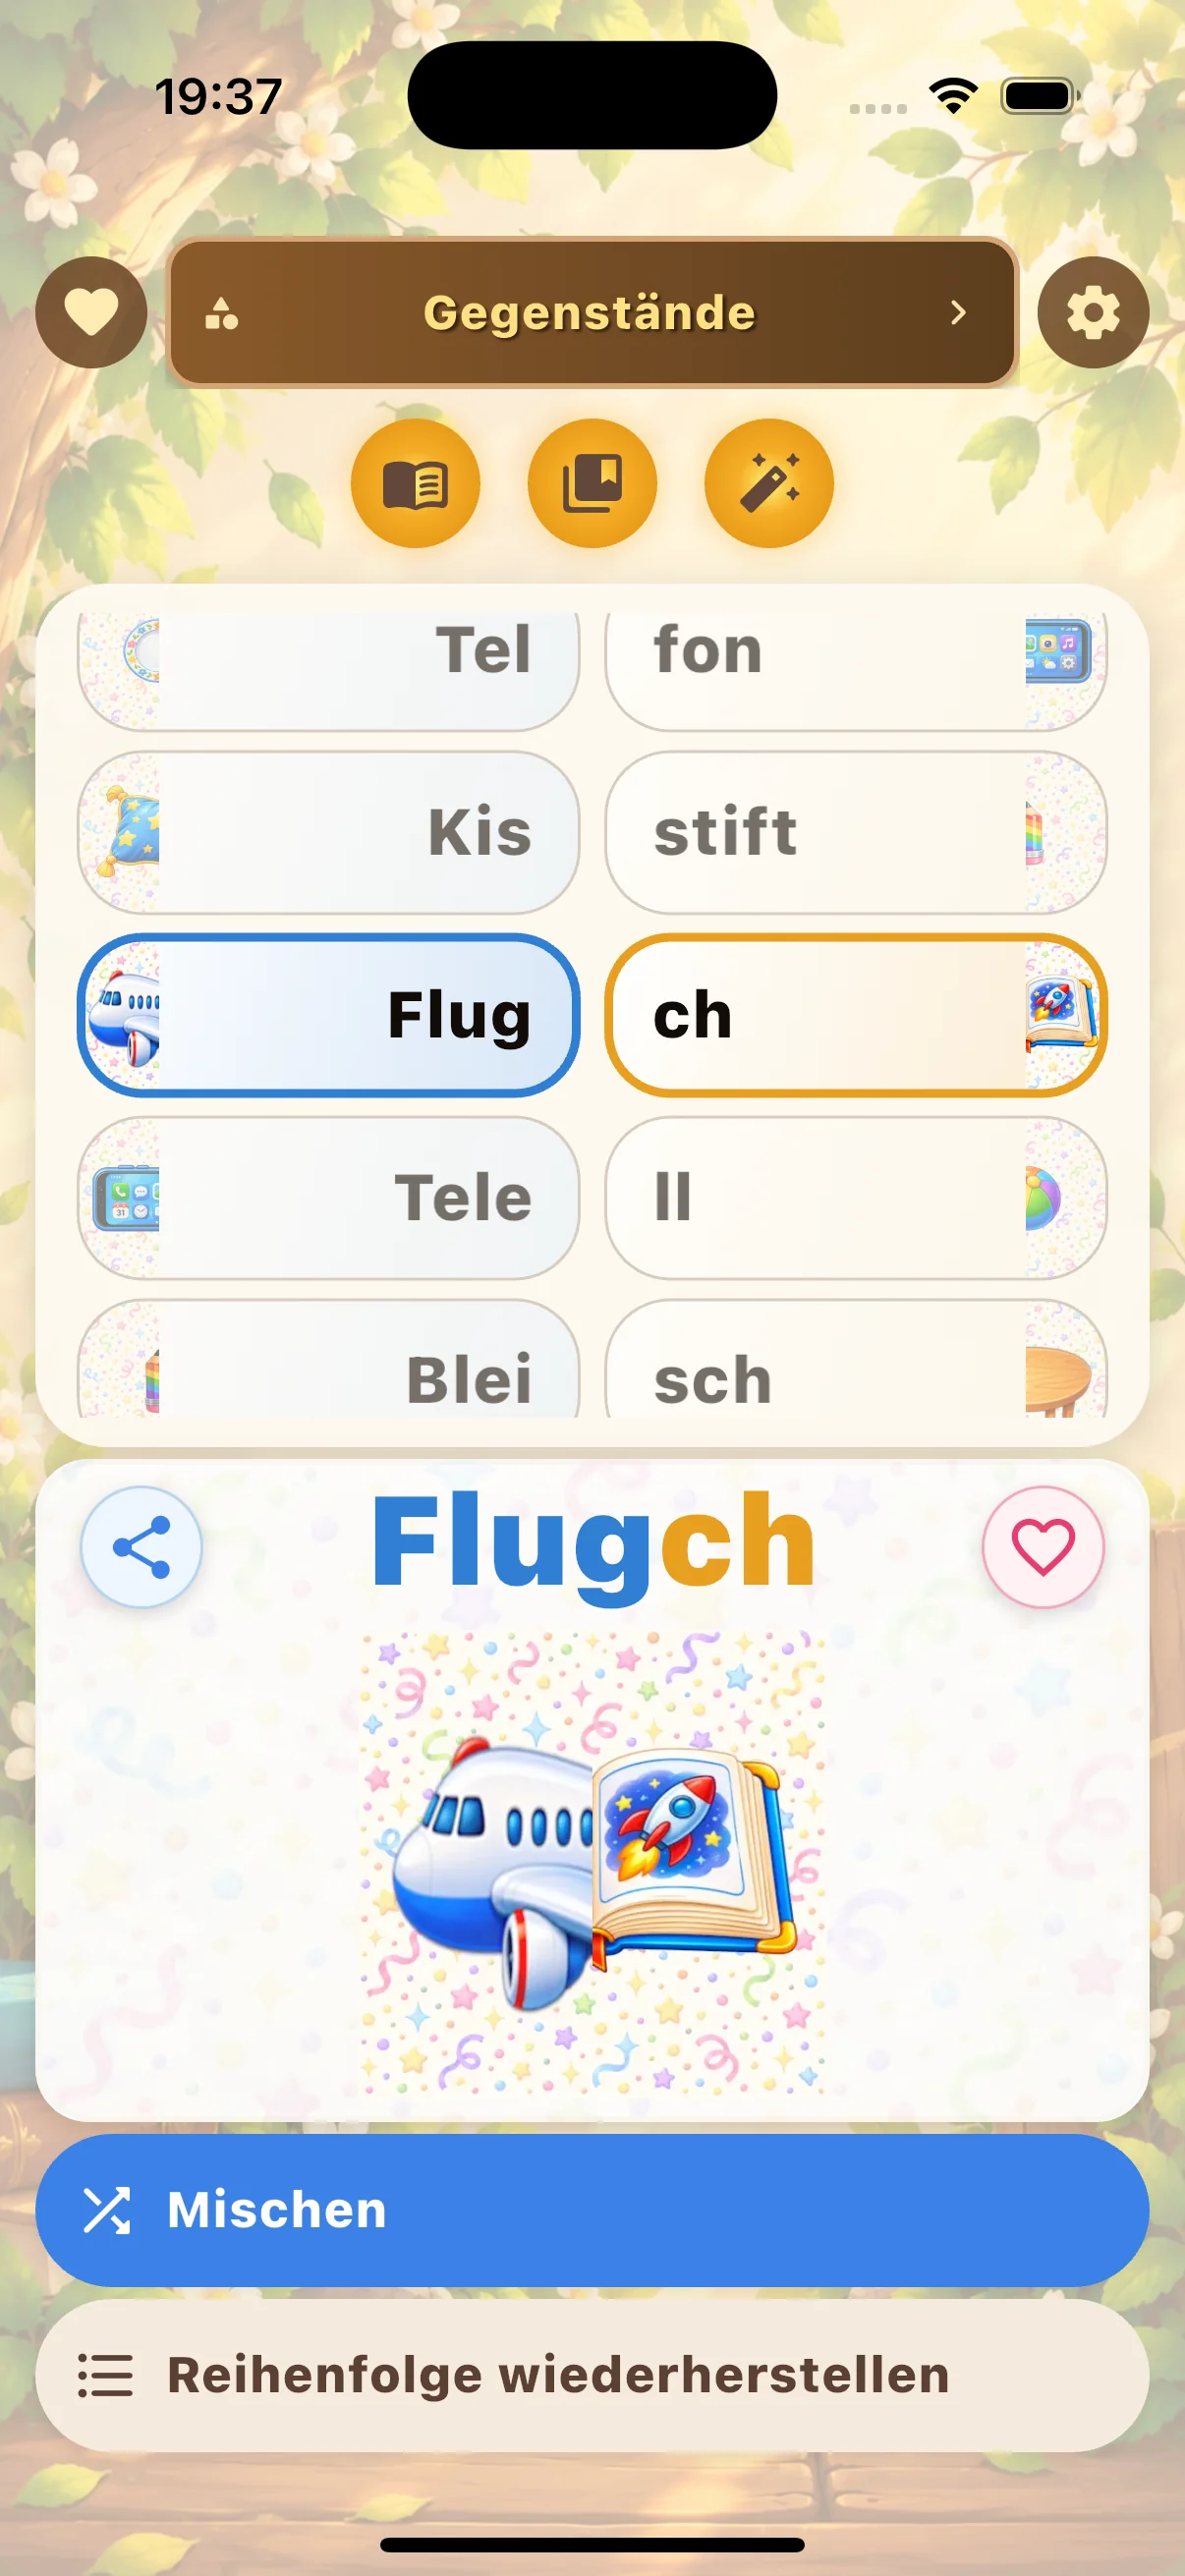 19:37
Gegenstände
Tel fon
Kis stift
Flug ch
Tele ll
Blei sch
Flugch
Mischen
Reihenfolge wiederherstellen